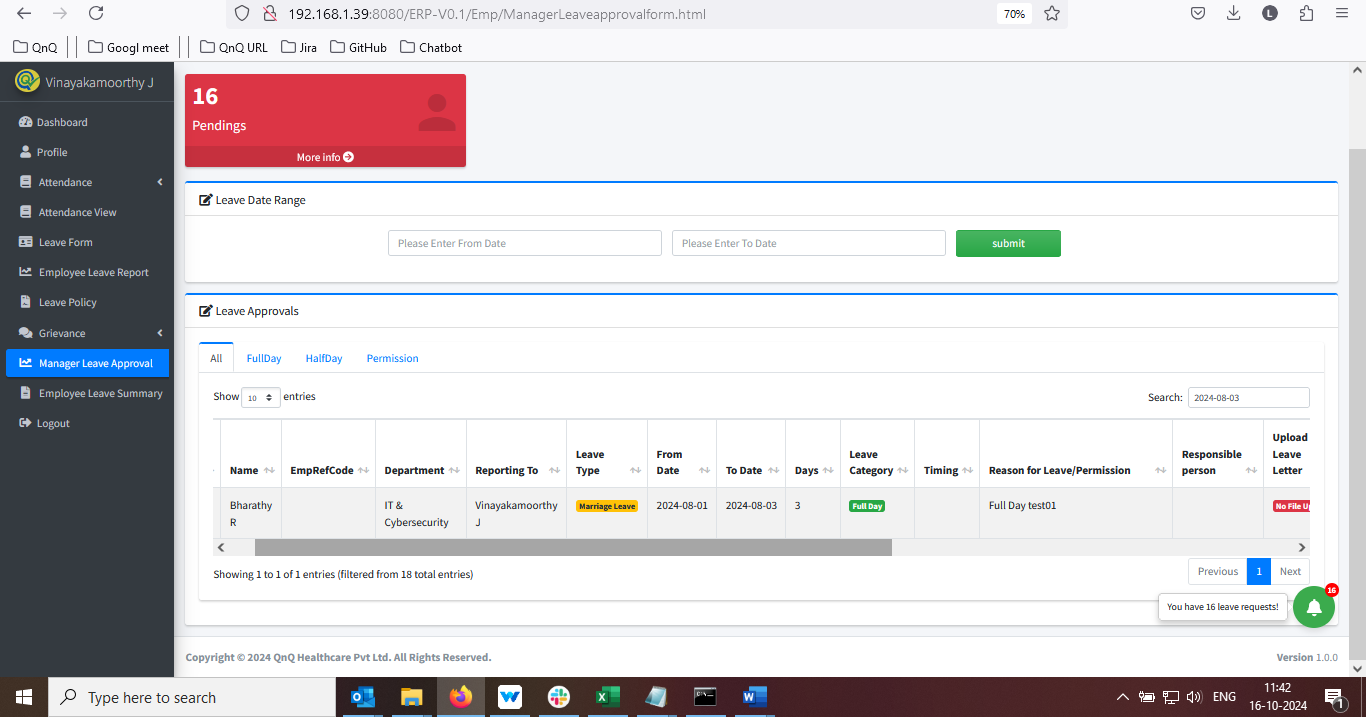 192.168.1.39:8080/ERP-V0.1/Emp/ManagerLeaveapprovalform.html
70%
L
QnQ
Googl meet
QnQ URL
Jira
GitHub
Chatbot
Vinayakamoorthy J
Dashboard
Profile
Attendance
Attendance View
Leave Form
Employee Leave Report
Leave Policy
Grievance
Manager Leave Approval
Employee Leave Summary
Logout
16
Pendings
More info
Leave Date Range
Please Enter From Date
Please Enter To Date
submit
Leave Approvals
All FullDay HalfDay Permission
Show 10 entries
Search: 2024-08-03
Name
EmpRefCode
Department
Reporting To
Leave
Type
From
Date
To Date
Days
Leave
Category
Timing
Reason for Leave/Permission
Responsible
person
Upload
Leave
Letter
Bharathy
R
IT &
Cybersecurity
Vinayakamoorthy
J
Marriage Leave
2024-08-01
2024-08-03
3
Full Day
Full Day test01
No File U
Showing 1 to 1 of 1 entries (filtered from 18 total entries)
Previous 1 Next
You have 16 leave requests!
16
Copyright © 2024 QnQ Healthcare Pvt Ltd. All Rights Reserved.
Version 1.0.0
Type here to search
ENG
11:42
16-10-2024
1